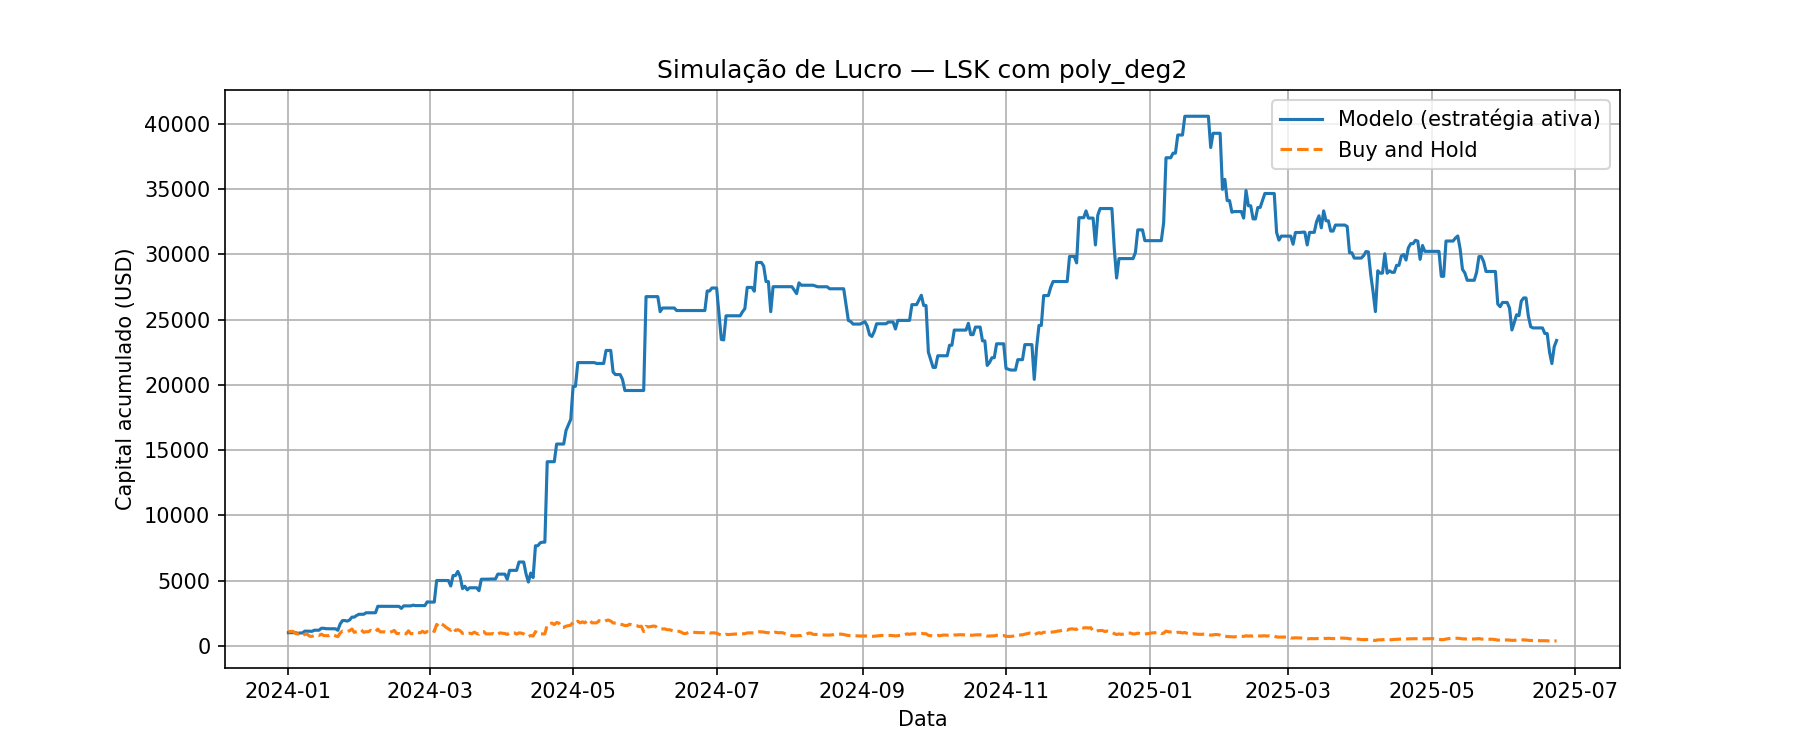 Simulação de Lucro — LSK com poly_deg2
Modelo (estratégia ativa)
Buy and Hold
Capital acumulado (USD)
40000
35000
30000
25000
20000
15000
10000
5000
0
2024-01 2024-03 2024-05 2024-07 2024-09 2024-11 2025-01 2025-03 2025-05 2025-07
Data